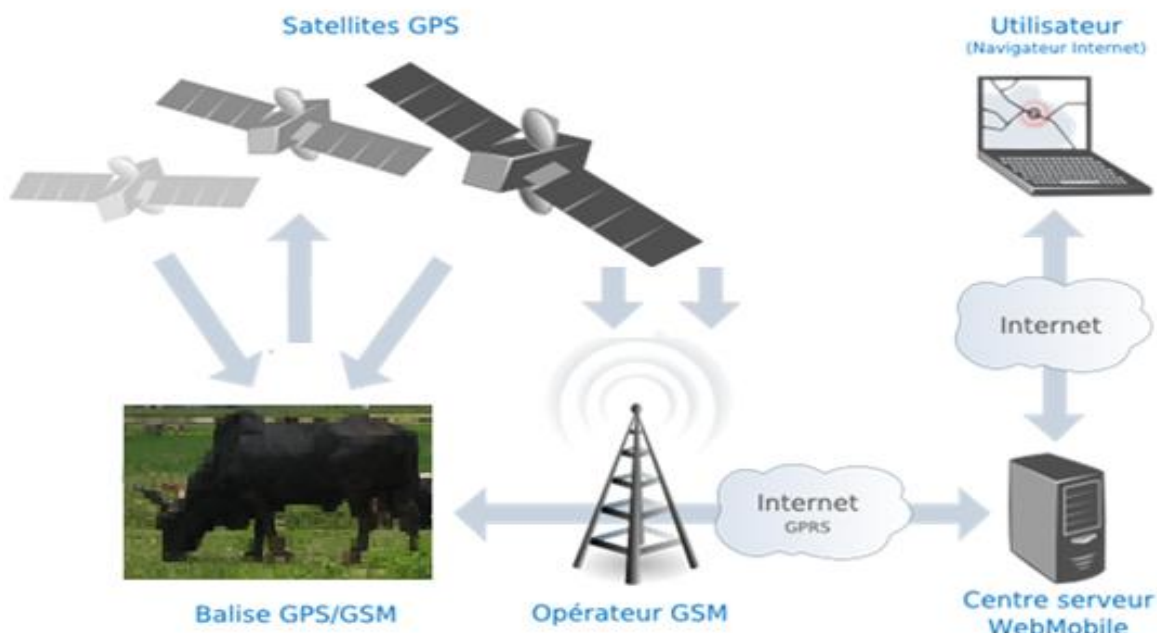 Satellites GPS
Utilisateur
(Navigateur Internet)
Internet
Internet
GPRS
Balise GPS/GSM
Opérateur GSM
Centre serveur
WebMobile